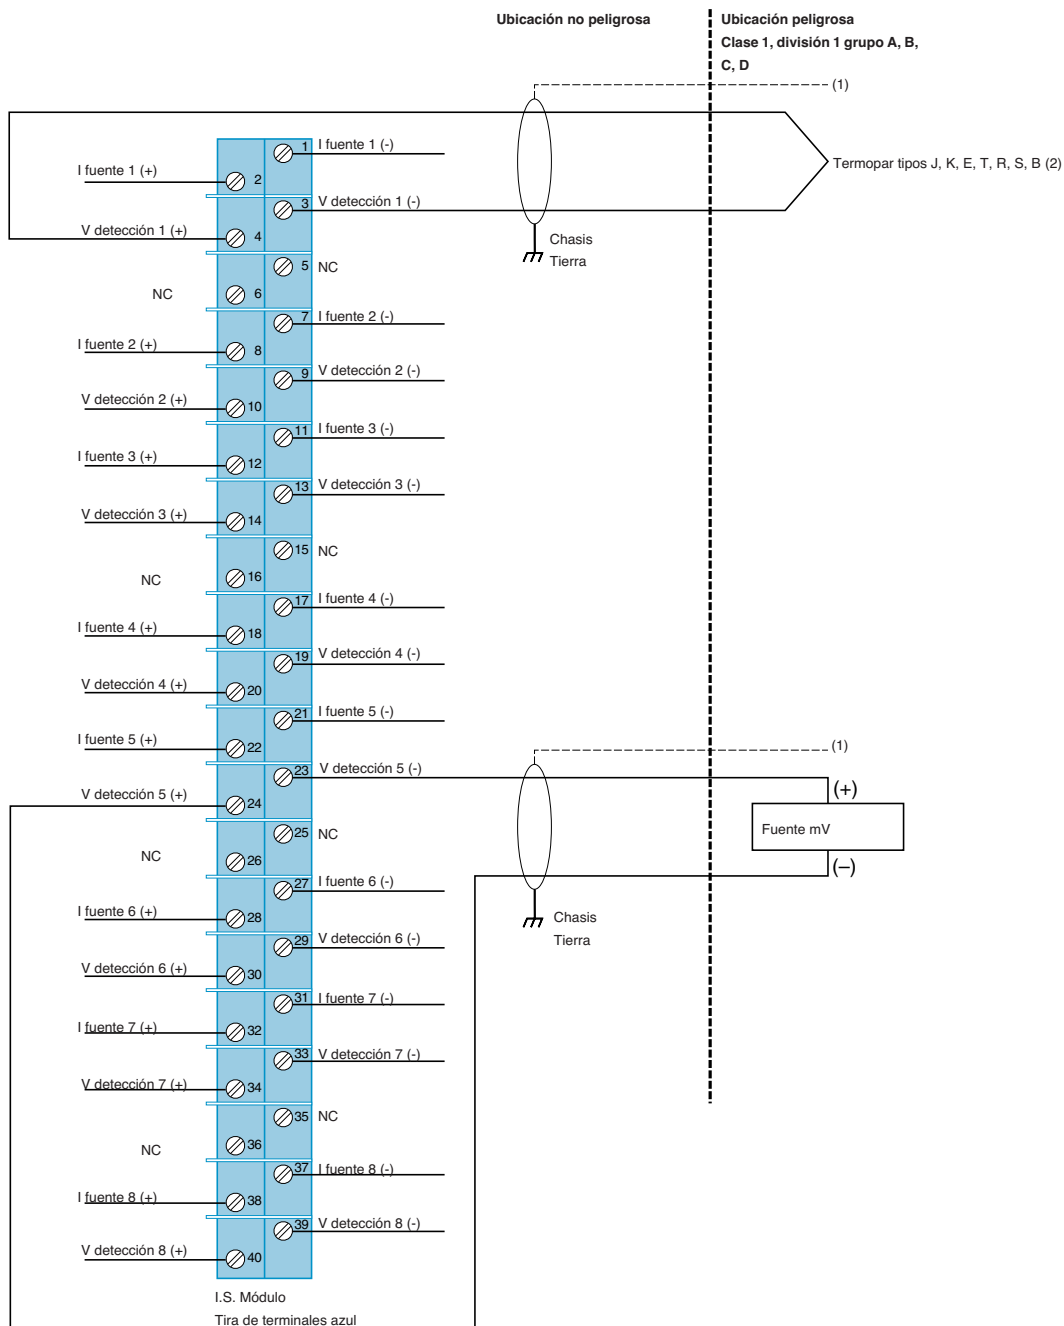 Ubicación no peligrosa
Ubicación peligrosa
Clase 1, división 1 grupo A, B,
C, D
(1)
1 I fuente 1 (-)
I fuente 1 (+) 2
Termopar tipos J, K, E, T, R, S, B (2)
3 V detección 1 (-)
V detección 1 (+) 4
Chasis
Tierra
5 NC
NC 6
7 I fuente 2 (-)
I fuente 2 (+) 8
9 V detección 2 (-)
V detección 2 (+) 10
11 I fuente 3 (-)
I fuente 3 (+) 12
13 V detección 3 (-)
V detección 3 (+) 14
15 NC
NC 16
17 I fuente 4 (-)
I fuente 4 (+) 18
19 V detección 4 (-)
V detección 4 (+) 20
21 I fuente 5 (-)
I fuente 5 (+) 22
(1)
23 V detección 5 (-)
V detección 5 (+) 24
(+)
Fuente mV
(–)
25 NC
NC 26
27 I fuente 6 (-)
I fuente 6 (+) 28
Chasis
Tierra
29 V detección 6 (-)
V detección 6 (+) 30
31 I fuente 7 (-)
I fuente 7 (+) 32
33 V detección 7 (-)
V detección 7 (+) 34
35 NC
NC 36
37 I fuente 8 (-)
I fuente 8 (+) 38
39 V detección 8 (-)
V detección 8 (+) 40
I.S. Módulo
Tira de terminales azul